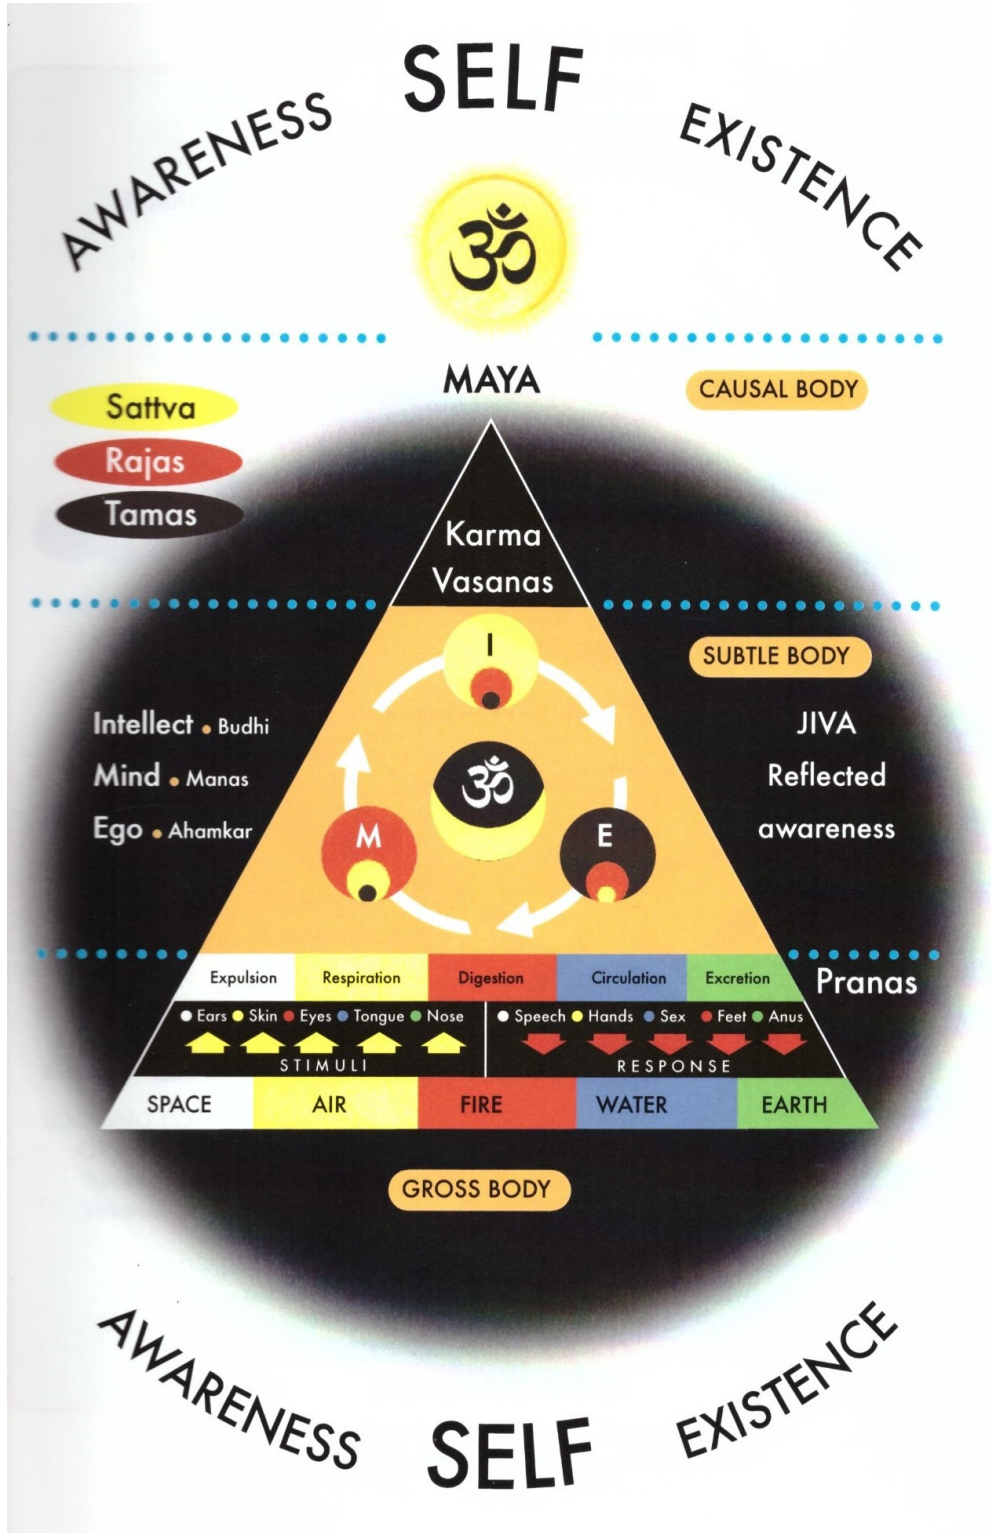 SELF
AWARENESS
EXISTENCE
ॐ
MAYA
CAUSAL BODY
Sattva
Rajas
Tamas
Karma
Vasanas
I
SUBTLE BODY
Intellect • Budhi
Mind • Manas
Ego • Ahamkar
JIVA
Reflected
awareness
ॐ
M
E
Expulsion Respiration Digestion Circulation Excretion
Pranas
• Ears • Skin • Eyes • Tongue • Nose
• Speech • Hands • Sex • Feet • Anus
STIMULI
RESPONSE
SPACE AIR FIRE WATER EARTH
GROSS BODY
AWARENESS
SELF
EXISTENCE